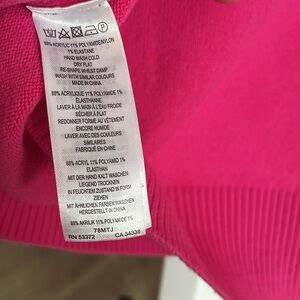 88% ACRYLIC 11% POLYAMIDE/NYLON
1% ELASTANE
HAND WASH COLD
DRY FLAT
RE-SHAPE WHILST DAMP
WASH WITH SIMILAR COLOURS
MADE IN CHINA
88% ACRYLIQUE 11% POLYAMIDE 1%
ÉLASTHANNE
LAVER À LA MAIN À L'EAU FROIDE
SÉCHER À PLAT
REDONNER FORME AU VÊTEMENT
ENCORE HUMIDE
LAVER AVEC DES COULEURS
SIMILAIRES
FABRIQUÉ EN CHINE
88% ACRYL 11% POLYAMID 1%
ELASTHAN
MIT DER HAND KALT WASCHEN
LIEGEND TROCKNEN
IN FEUCHTEM ZUSTAND IN FORM
ZIEHEN
MIT ÄHNLICHEN FARBEN WASCHEN
HERGESTELLT IN CHINA
88% AKRILIK 11% POLYAMID 1%
78MTJ
RN 53372 CA 34338